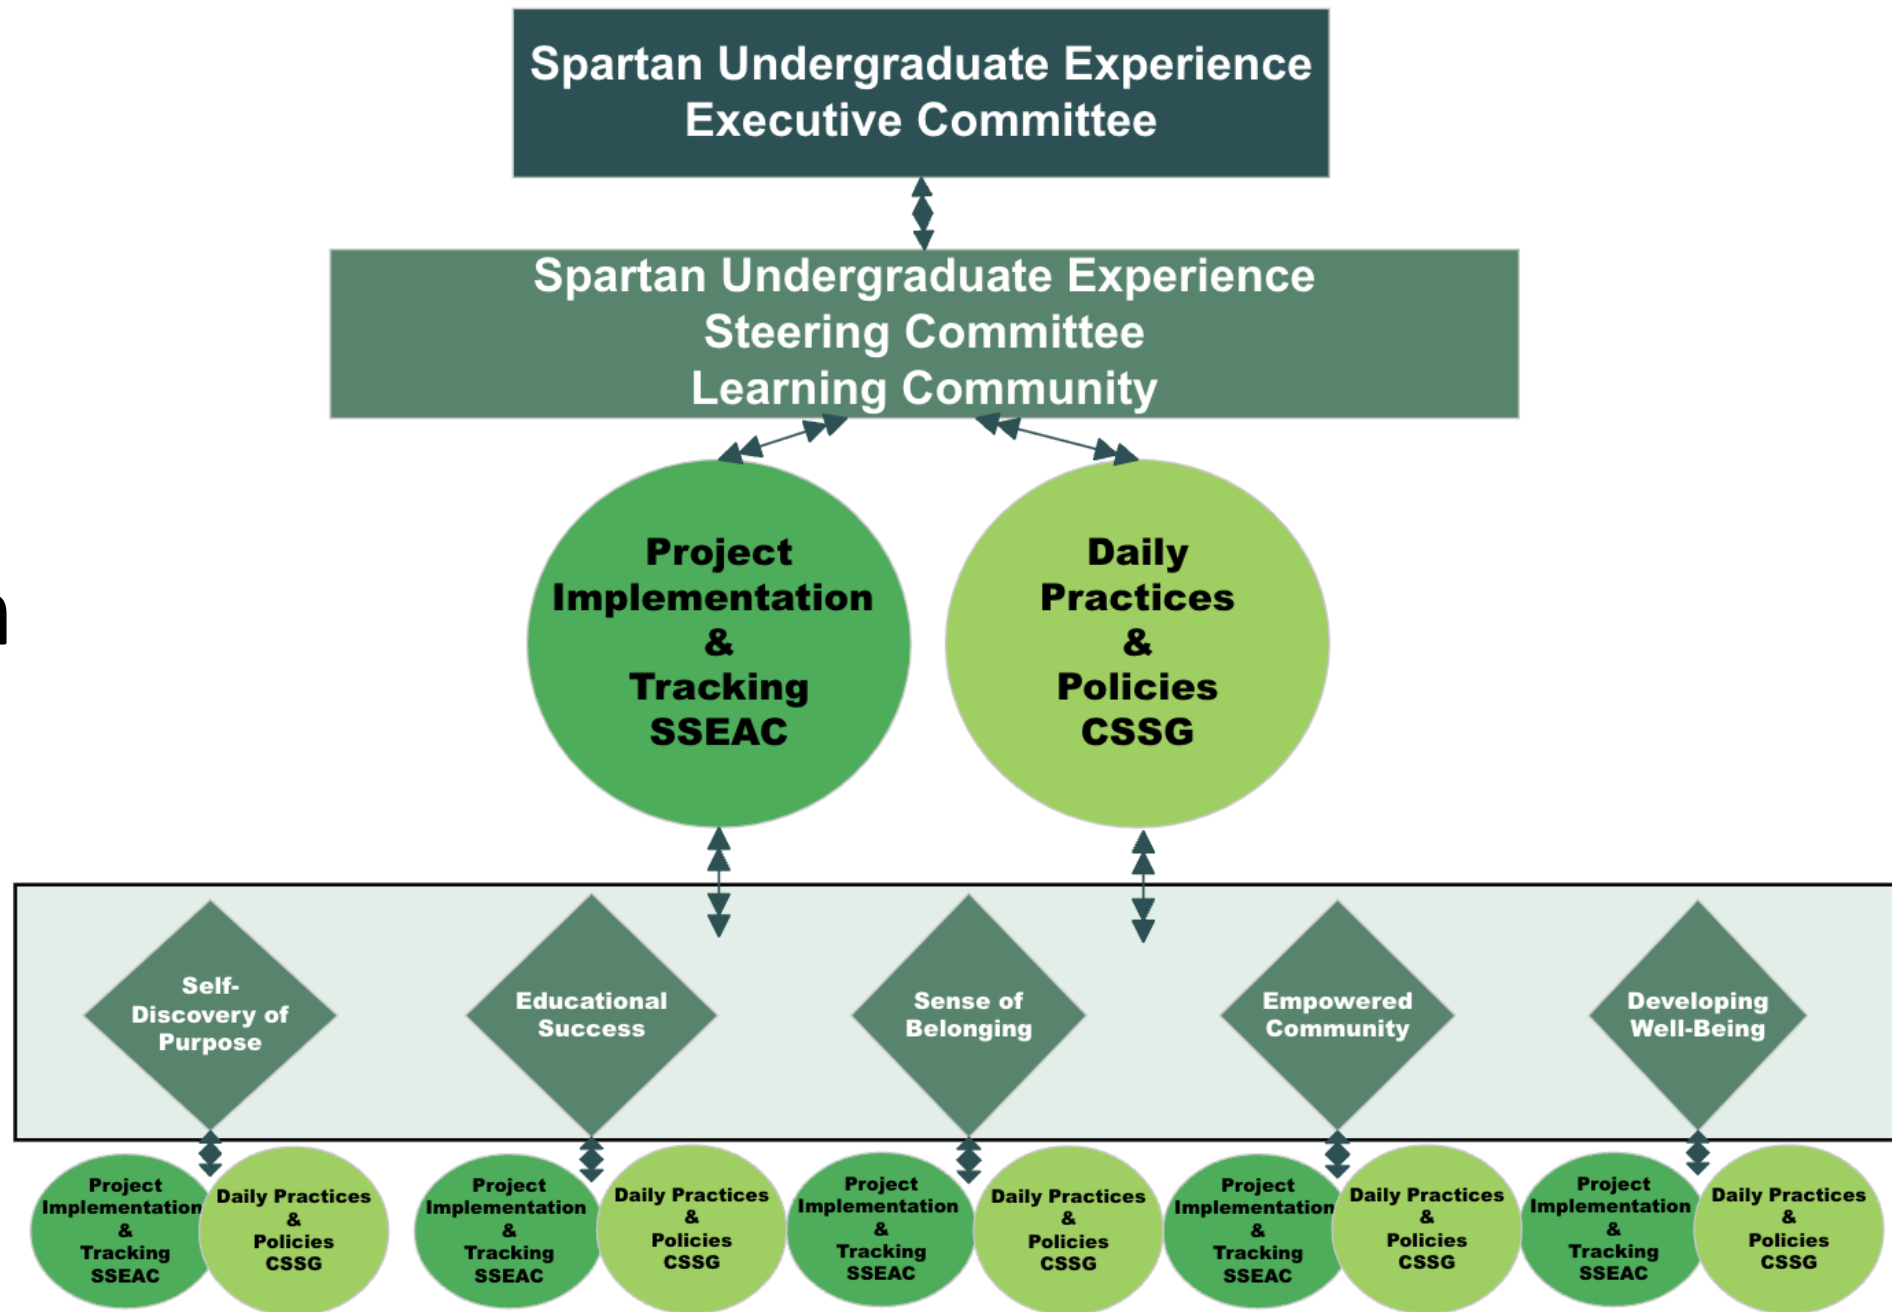 Spartan Undergraduate Experience
Executive Committee
Spartan Undergraduate Experience
Steering Committee
Learning Community
Project
Implementation
&
Tracking
SSEAC
Daily
Practices
&
Policies
CSSG
n
Self-
Discovery of
Purpose
Educational
Success
Sense of
Belonging
Empowered
Community
Developing
Well-Being
Project
Implementation
&
Tracking
SSEAC
Daily Practices
&
Policies
CSSG
Project
Implementation
&
Tracking
SSEAC
Daily Practices
&
Policies
CSSG
Project
Implementation
&
Tracking
SSEAC
Daily Practices
&
Policies
CSSG
Project
Implementation
&
Tracking
SSEAC
Daily Practices
&
Policies
CSSG
Project
Implementation
&
Tracking
SSEAC
Daily Practices
&
Policies
CSSG